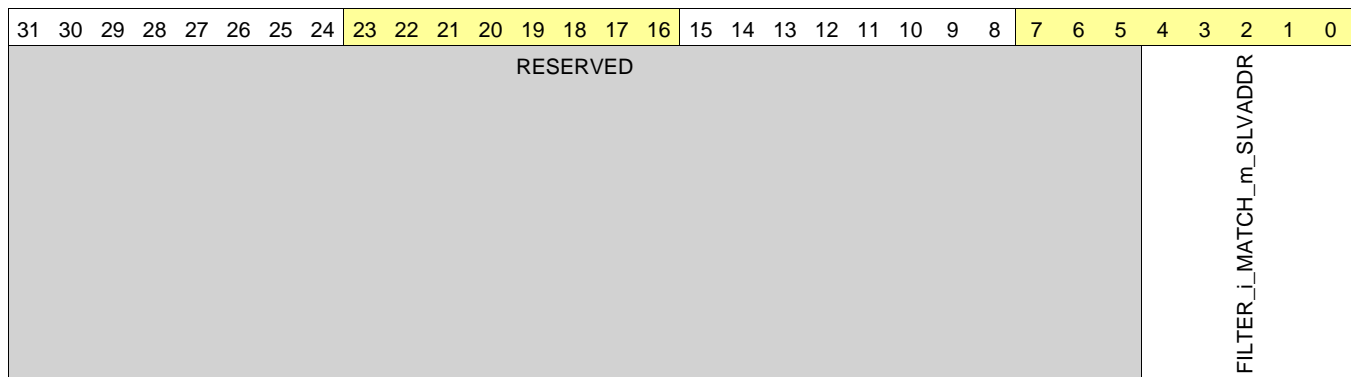 31 30 29 28 27 26 25 24 23 22 21 20 19 18 17 16 15 14 13 12 11 10 9 8 7 6 5 4 3 2 1 0
RESERVED
FILTER_i_MATCH_m_SLVADDR